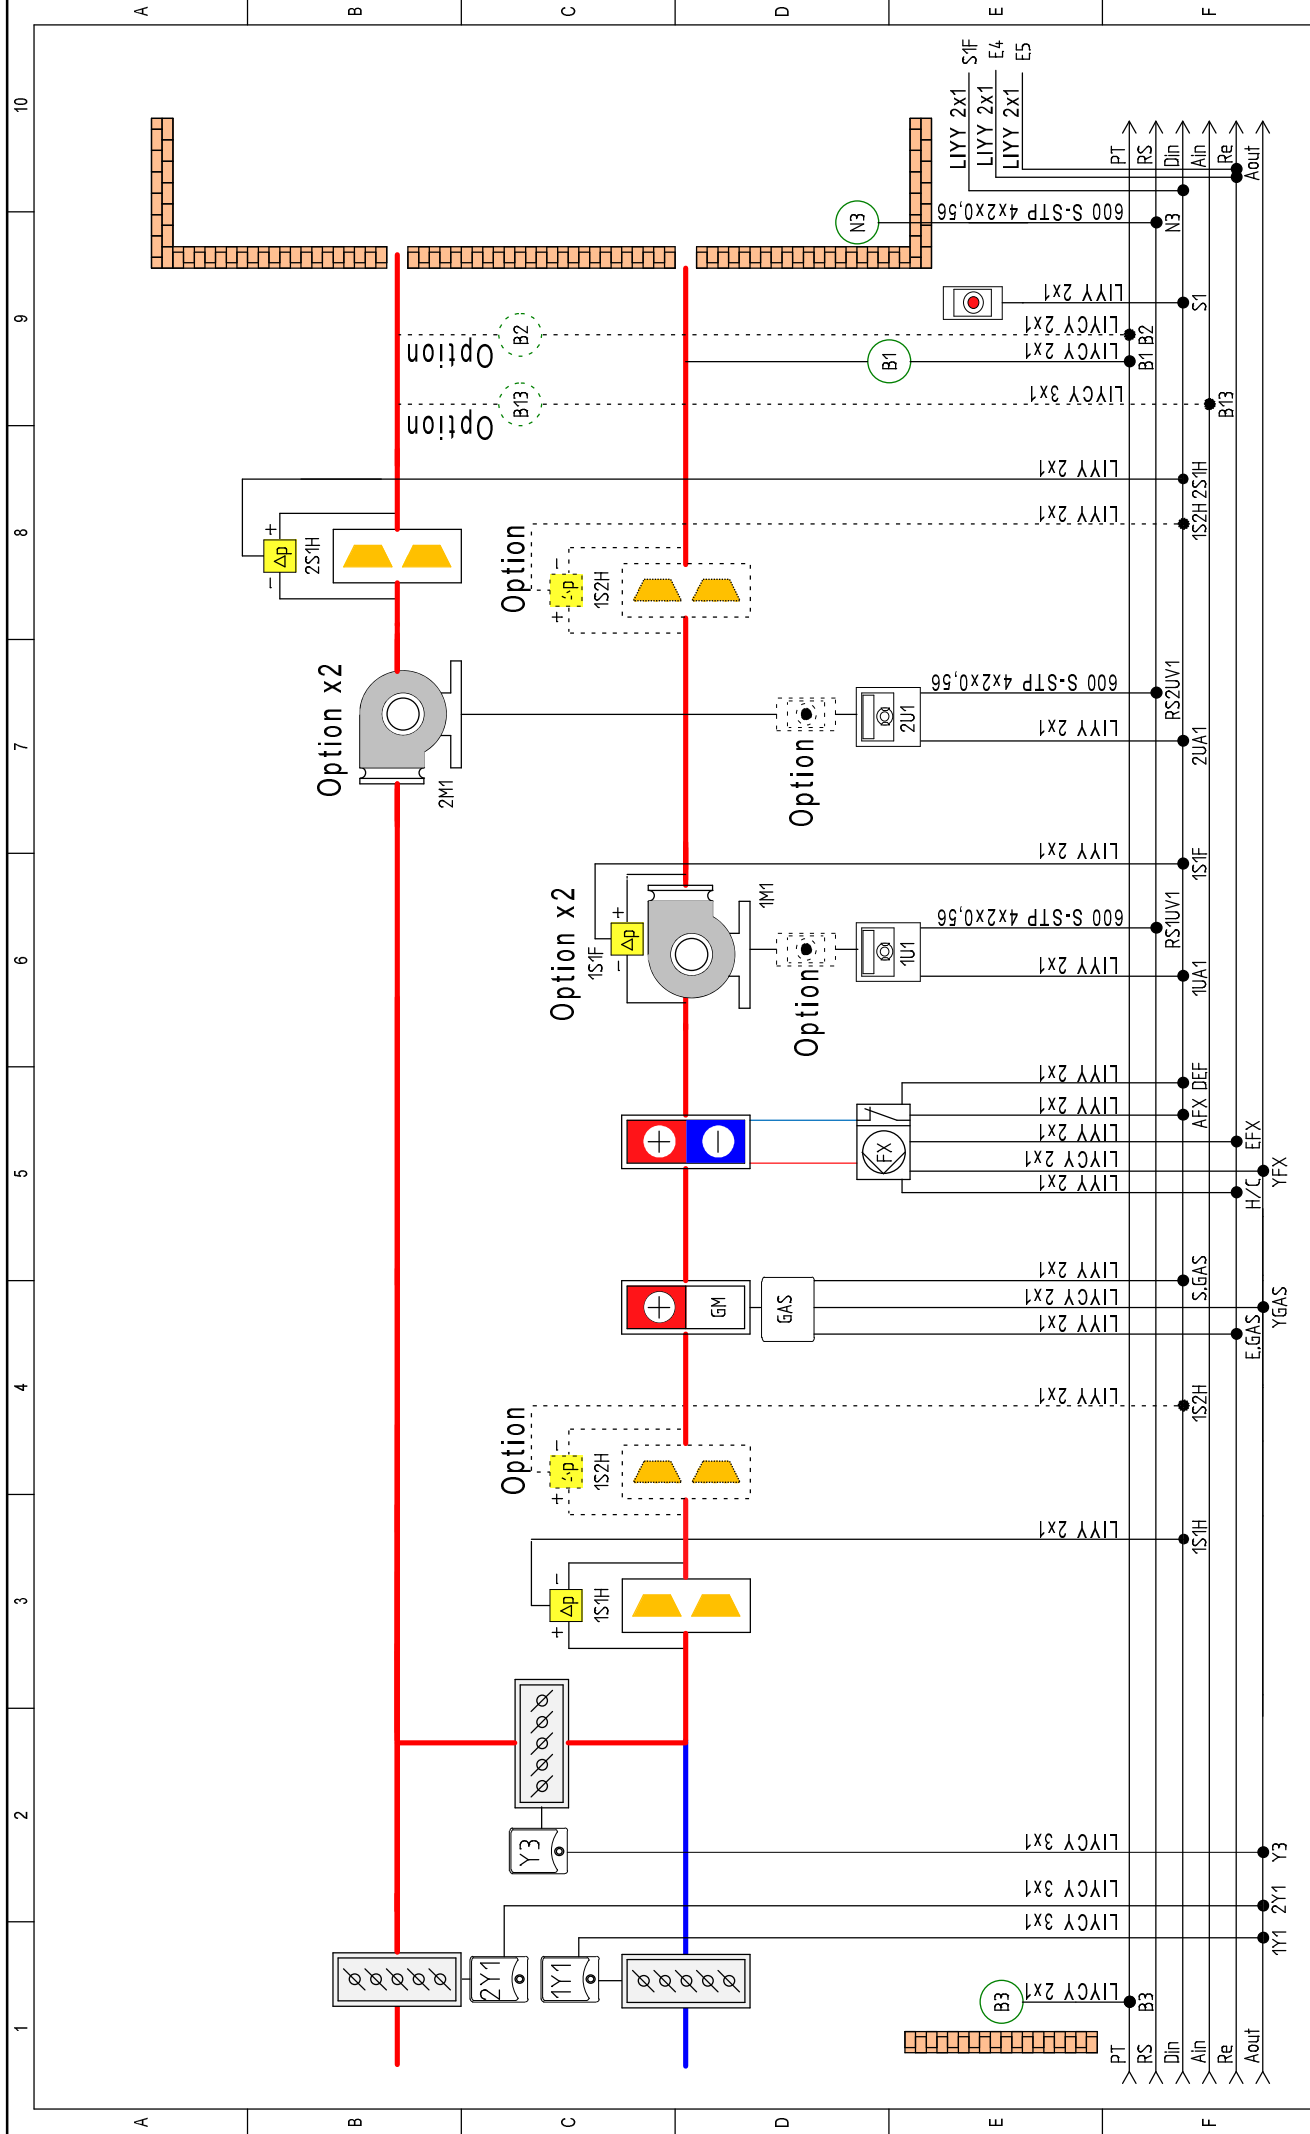 A
B
C
D
E
F
10
9
8
7
6
5
4
3
2
1
S1F
E4
E5
LIYY 2x1
LIYY 2x1
LIYY 2x1
PT
RS
Din
Ain
Re
Aout
N3
600 S-STP 4x2x0,56
N3
LIYY 2x1
S1
Option
B2
LIYCY 2x1
B2
B1
LIYCY 2x1
B1
Option
B13
LIYCY 3x1
B13
LIYY 2x1
2S1H
+
Δp
-
2S1H
Option
LIYY 2x1
1S2H
-
Δp
+
1S2H
Option x2
2M1
Option
2U1
600 S-STP 4x2x0,56
RS2UV1
LIYY 2x1
2UA1
Option x2
1S1F
+
Δp
-
1M1
LIYY 2x1
1S1F
Option
1U1
600 S-STP 4x2x0,56
RS1UV1
LIYY 2x1
1UA1
FX
LIYY 2x1
DEF
LIYY 2x1
AFX
LIYY 2x1
EFX
LIYCY 2x1
YFX
LIYY 2x1
H/C
GM
GAS
LIYY 2x1
S.GAS
LIYCY 2x1
YGAS
LIYY 2x1
E.GAS
Option
LIYY 2x1
1S2H
-
Δp
+
1S2H
LIYY 2x1
1S1H
-
Δp
+
1S1H
Y3
LIYCY 3x1
Y3
2Y1
LIYCY 3x1
2Y1
1Y1
LIYCY 3x1
1Y1
B3
LIYCY 2x1
B3
PT
RS
Din
Ain
Re
Aout
A
B
C
D
E
F